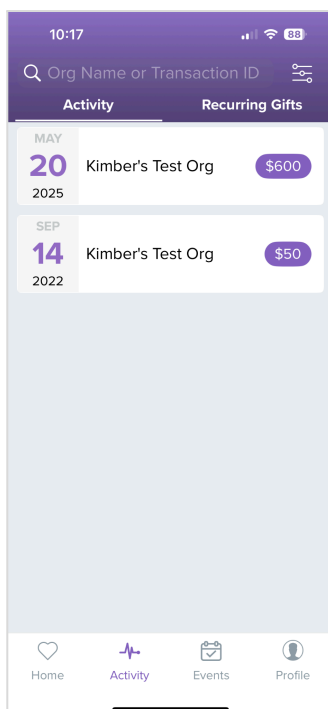 10:17
88
Org Name or Transaction ID
Activity
Recurring Gifts
MAY
20
2025
Kimber's Test Org
$600
SEP
14
2022
Kimber's Test Org
$50
Home
Activity
Events
Profile